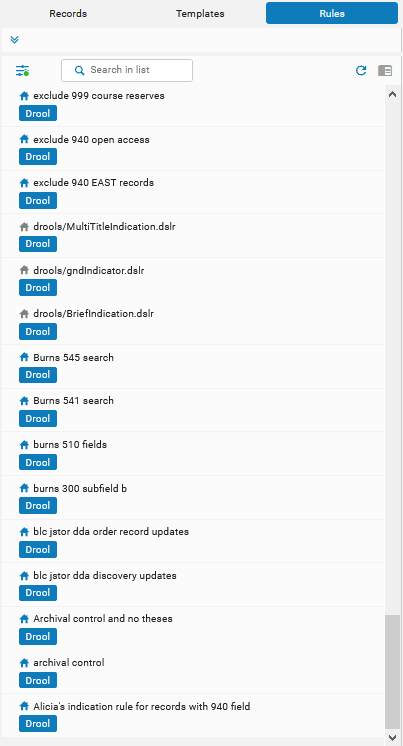 Records Templates Rules
Search in list
exclude 999 course reserves
Drool
exclude 940 open access
Drool
exclude 940 EAST records
Drool
drools/MultiTitleIndication.dslr
Drool
drools/gndIndicator.dslr
Drool
drools/BriefIndication.dslr
Drool
Burns 545 search
Drool
Burns 541 search
Drool
burns 510 fields
Drool
burns 300 subfield b
Drool
blc jstor dda order record updates
Drool
blc jstor dda discovery updates
Drool
Archival control and no theses
Drool
archival control
Drool
Alicia's indication rule for records with 940 field
Drool